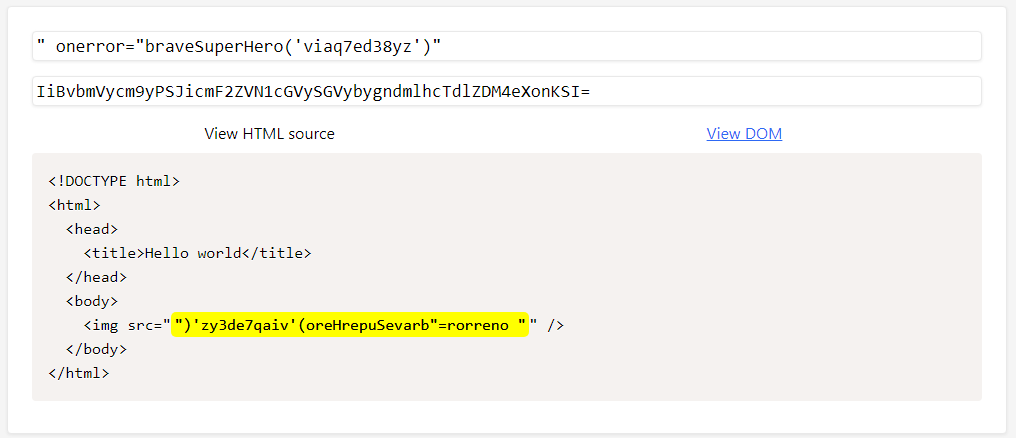 " onerror="braveSuperHero('viaq7ed38yz')"
IiBvbmVycm9yPSJicmF2ZVN1cGVySGVybygndmlhcTdlZDM4eXonKSI=
View HTML source View DOM
<!DOCTYPE html>
<html>
<head>
<title>Hello world</title>
</head>
<body>
<img src="")'zy3de7qaiv'(oreHrepuSevarb"=rorreno "" />
</body>
</html>